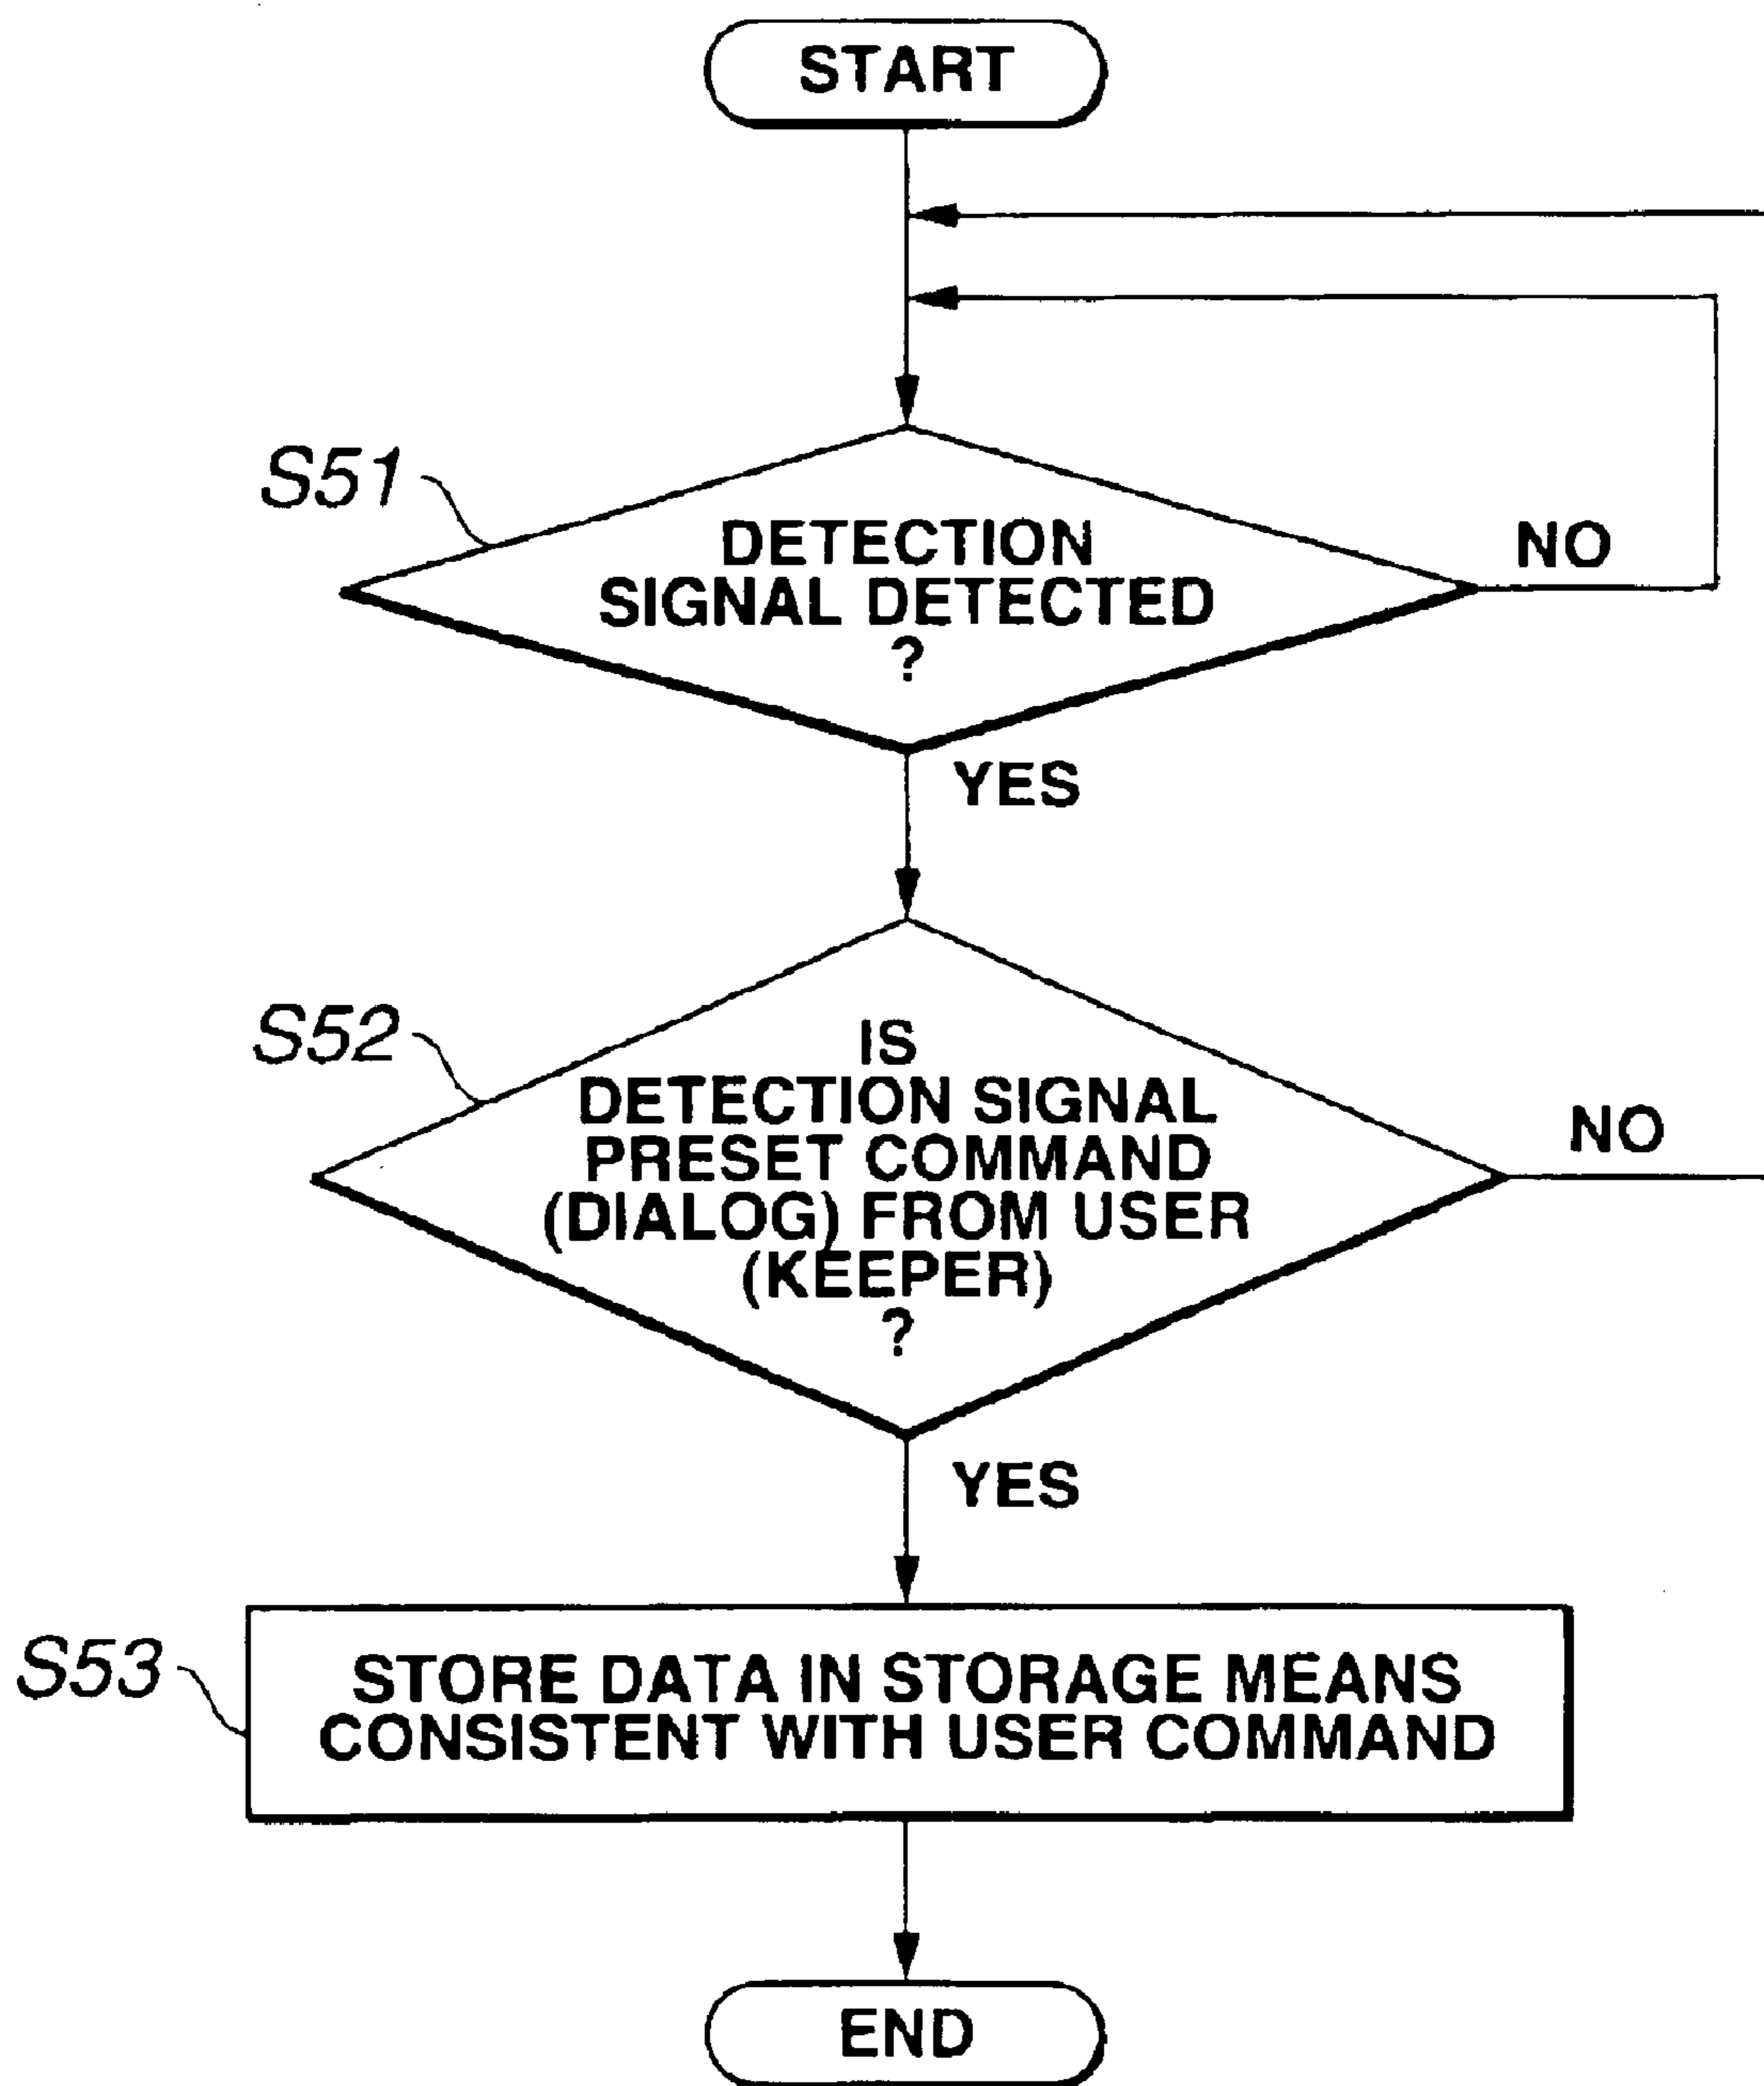 START
S51
DETECTION
SIGNAL DETECTED
?
NO
YES
S52
IS
DETECTION SIGNAL
PRESET COMMAND
(DIALOG) FROM USER
(KEEPER)
?
NO
YES
S53
STORE DATA IN STORAGE MEANS
CONSISTENT WITH USER COMMAND
END